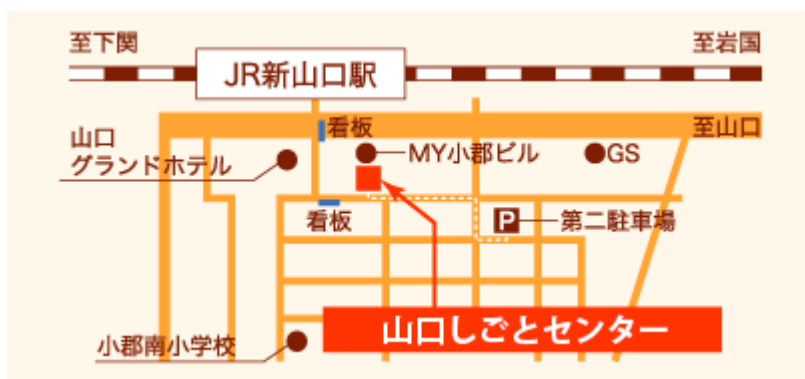 至下関
至岩国
JR新山口駅
看板
至山口
山口
グランドホテル
MY小郡ビル
GS
看板
P
第二駐車場
山口しごとセンター
小郡南小学校